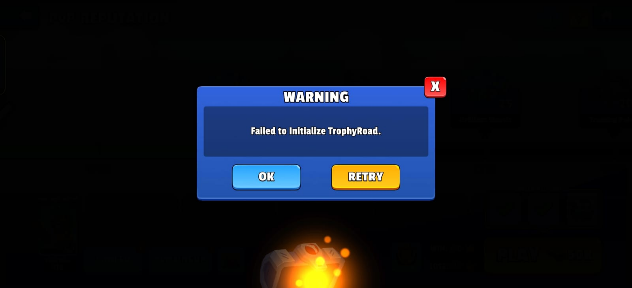 X
WARNING
Failed to initialize TrophyRoad.
OK
RETRY